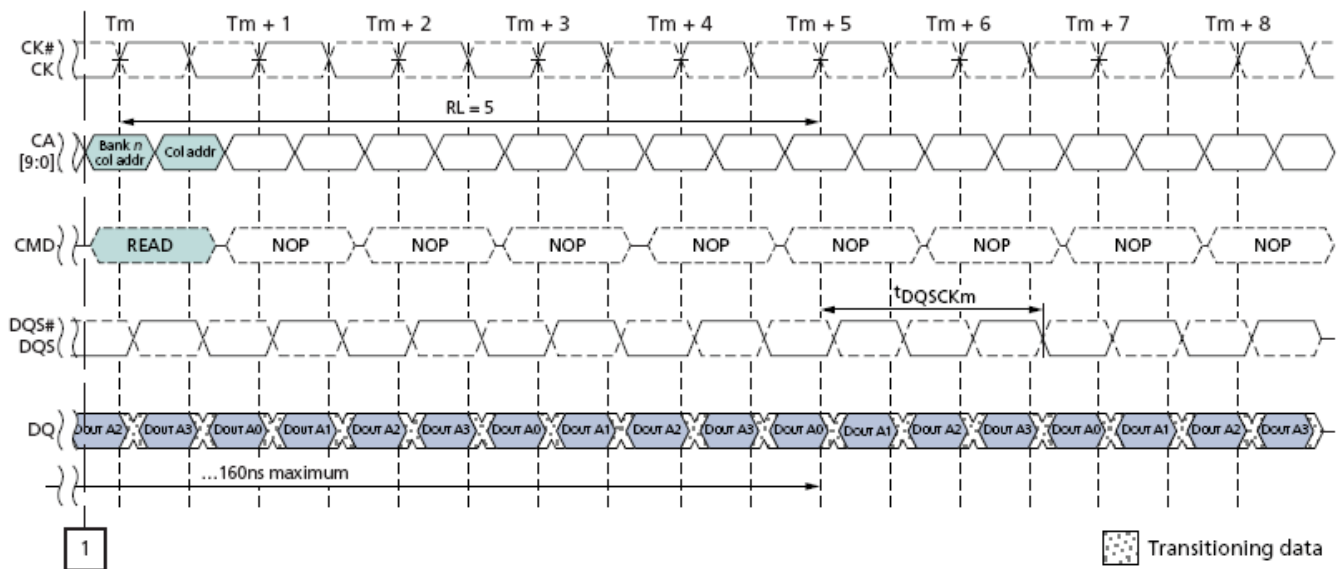 Tm Tm + 1 Tm + 2 Tm + 3 Tm + 4 Tm + 5 Tm + 6 Tm + 7 Tm + 8
CK#
CK
RL = 5
CA
[9:0]
Bank n
col addr
Col addr
CMD READ NOP NOP NOP NOP NOP NOP NOP NOP
tDQSCKm
DQS#
DQS
DQ DOUT A2 DOUT A3 DOUT A0 DOUT A1 DOUT A2 DOUT A3 DOUT A0 DOUT A1 DOUT A2 DOUT A3 DOUT A0 DOUT A1 DOUT A2 DOUT A3 DOUT A0 DOUT A1 DOUT A2 DOUT A3
...160ns maximum
1
Transitioning data